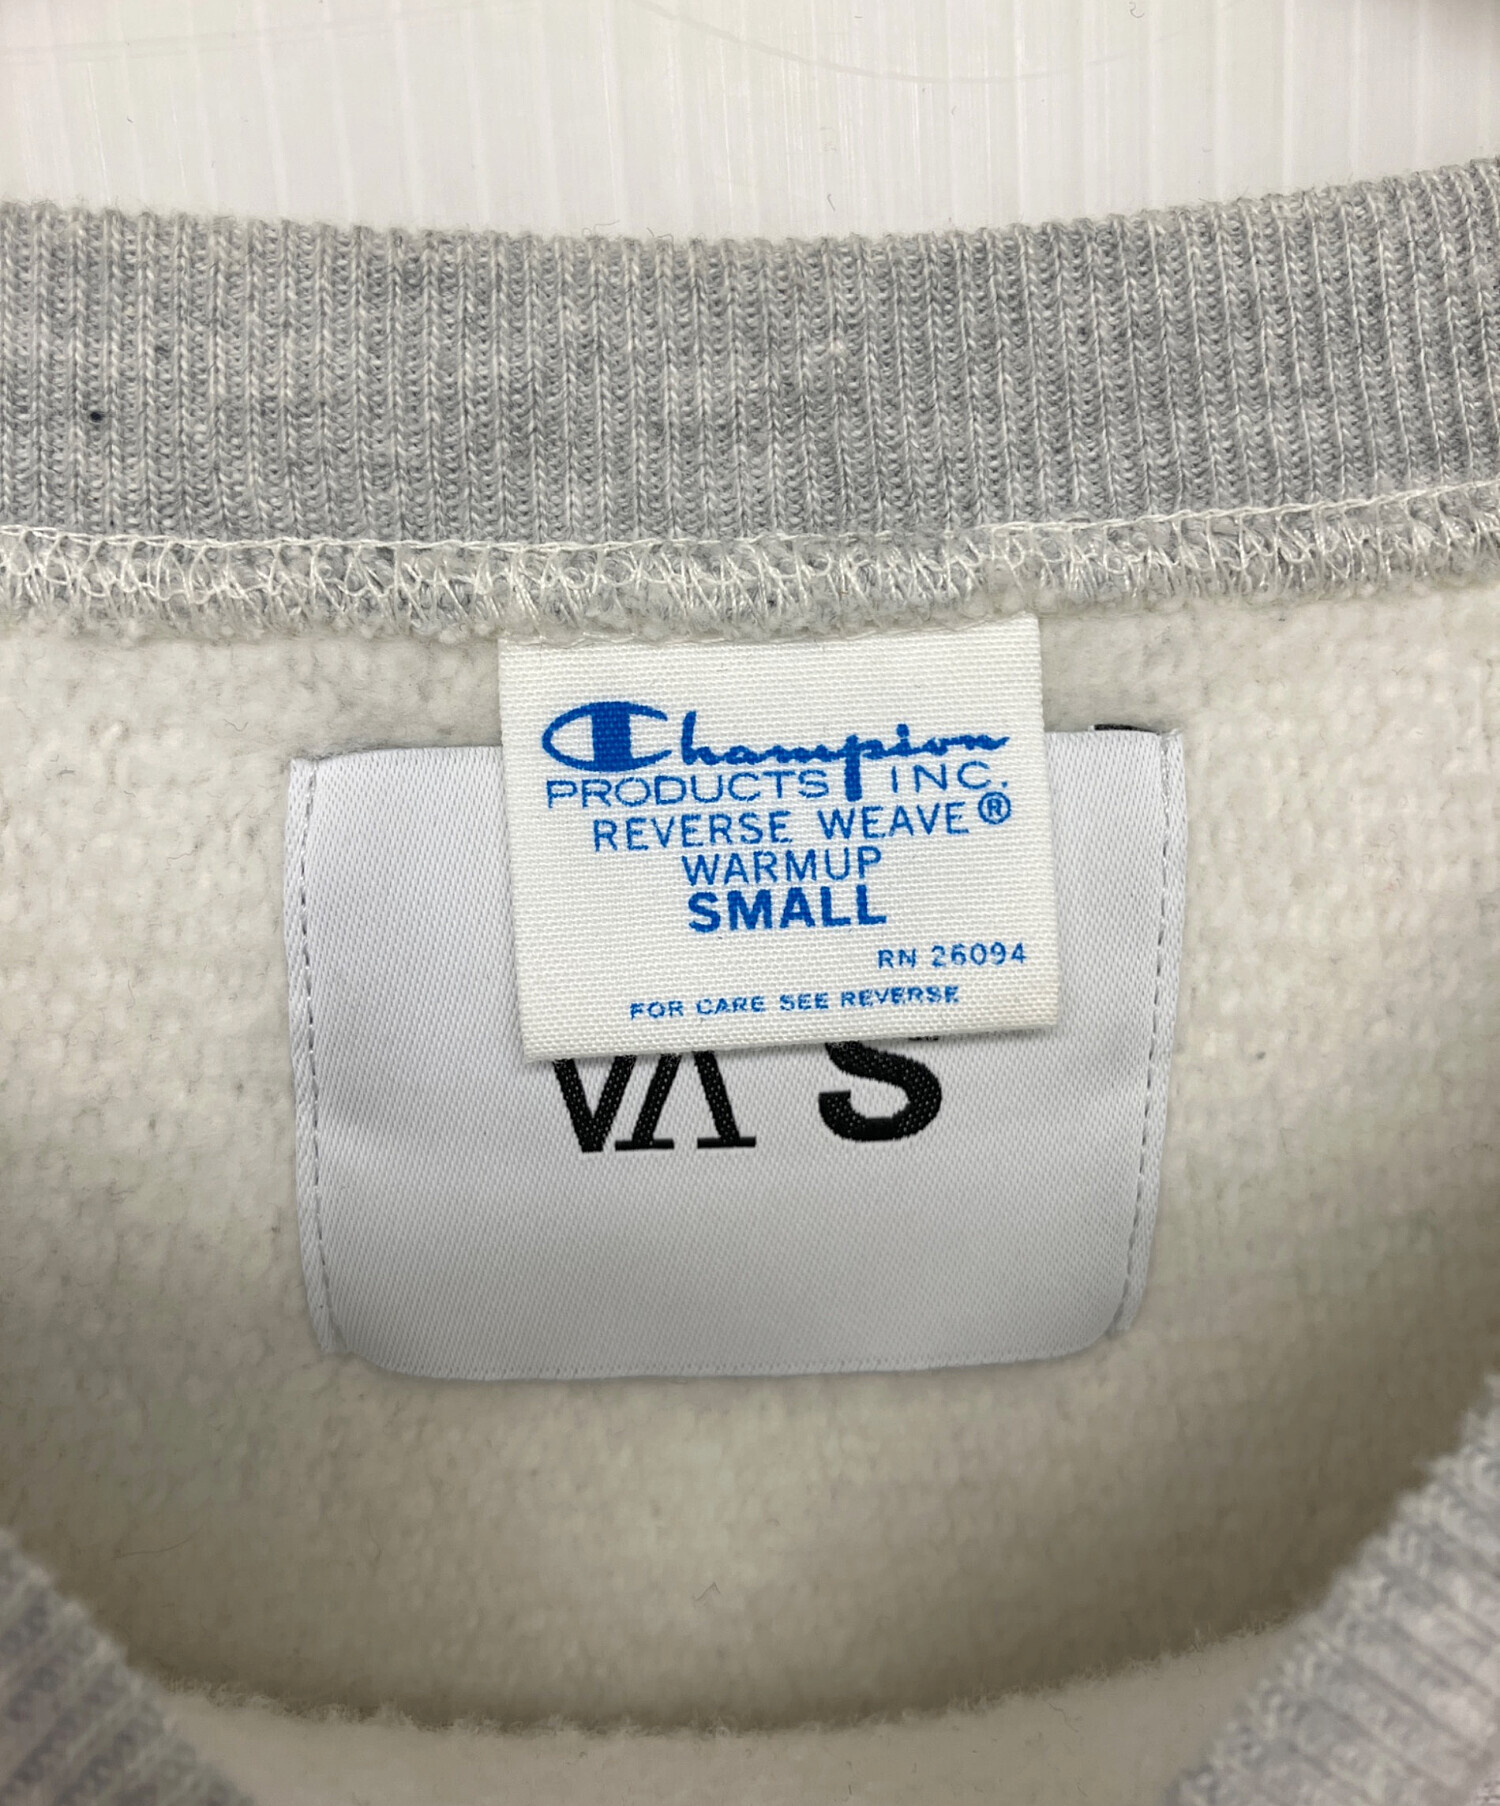 Champion
PRODUCTS INC.
REVERSE WEAVE®
WARMUP
SMALL
RN 26094
FOR CARE SEE REVERSE